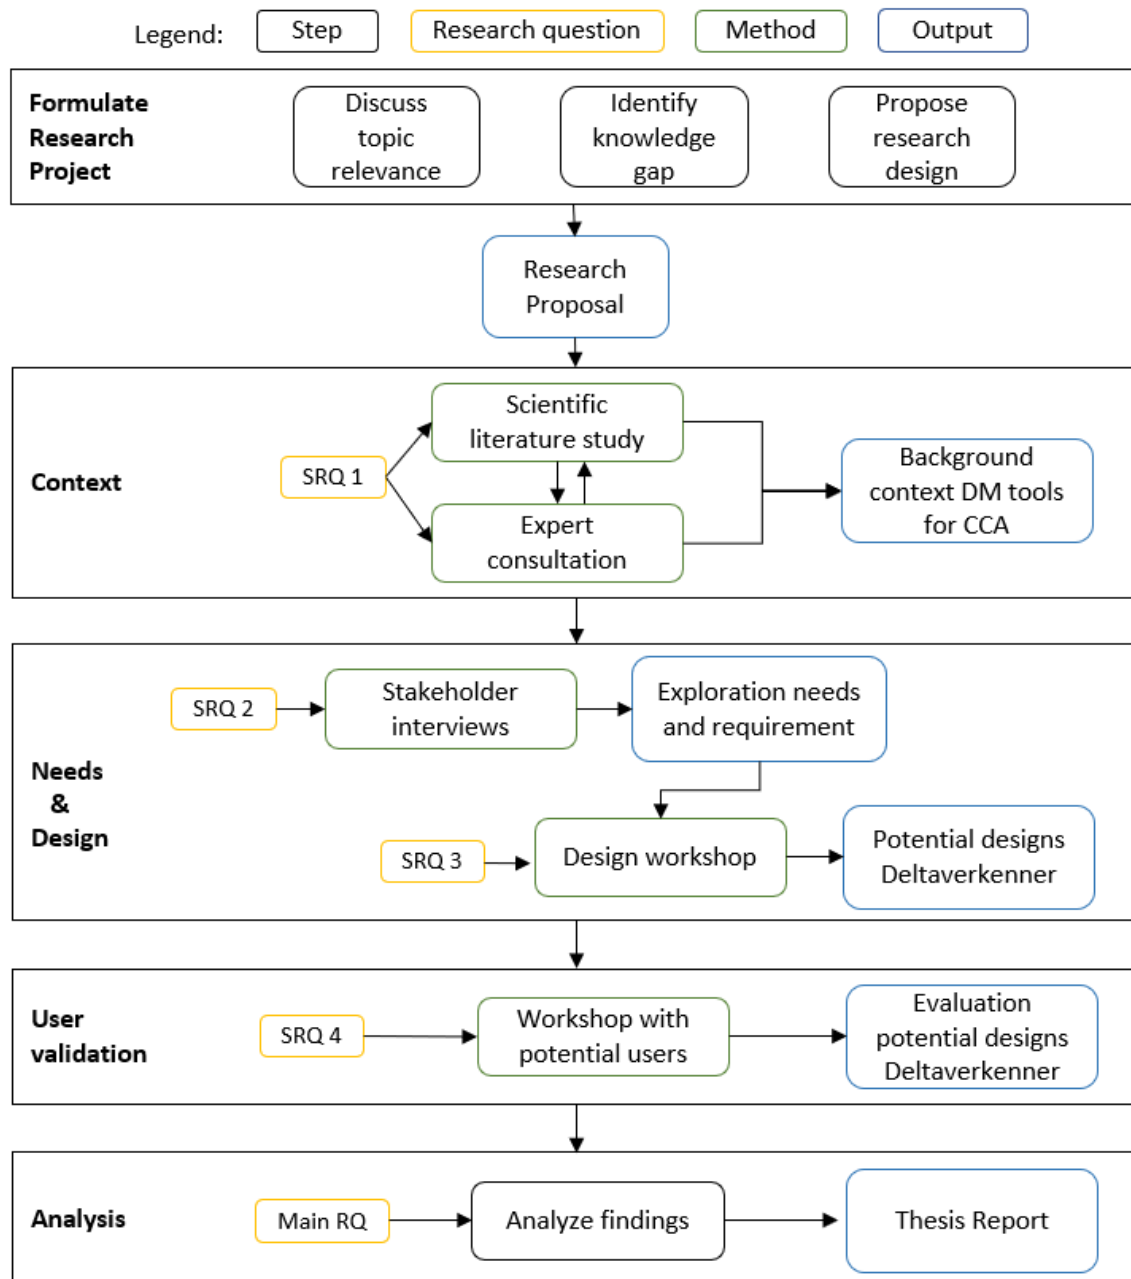 Legend:
Step
Research question
Method
Output
Formulate
Research
Project
Discuss
topic
relevance
Identify
knowledge
gap
Propose
research
design
Research
Proposal
Context
SRQ 1
Scientific
literature study
Expert
consultation
Background
context DM tools
for CCA
Needs
&
Design
SRQ 2
Stakeholder
interviews
Exploration needs
and requirement
SRQ 3
Design workshop
Potential designs
Deltaverkenner
User
validation
SRQ 4
Workshop with
potential users
Evaluation
potential designs
Deltaverkenner
Analysis
Main RQ
Analyze findings
Thesis Report